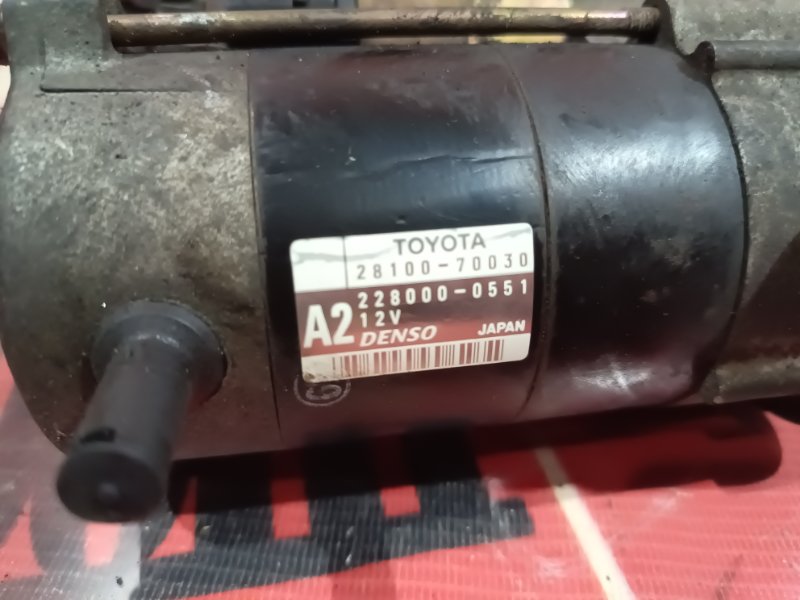 TOYOTA
28100-70030
A2 228000-0551
12V
DENSO JAPAN
G